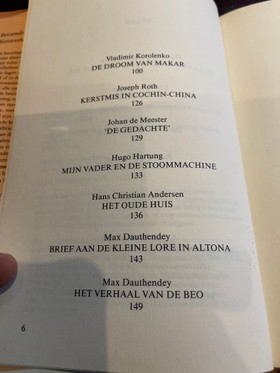 Vladimir Korolenko
DE DROOM VAN MAKAR
100
Joseph Roth
KERSTMIS IN COCHIN-CHINA
126
Johan de Meester
‘DE GEDACHTE’
129
Hugo Hartung
MIJN VADER EN DE STOOMMACHINE
133
Hans Christian Andersen
HET OUDE HUIS
136
Max Dauthendey
BRIEF AAN DE KLEINE LORE IN ALTONA
143
Max Dauthendey
HET VERHAAL VAN DE BEO
149
6